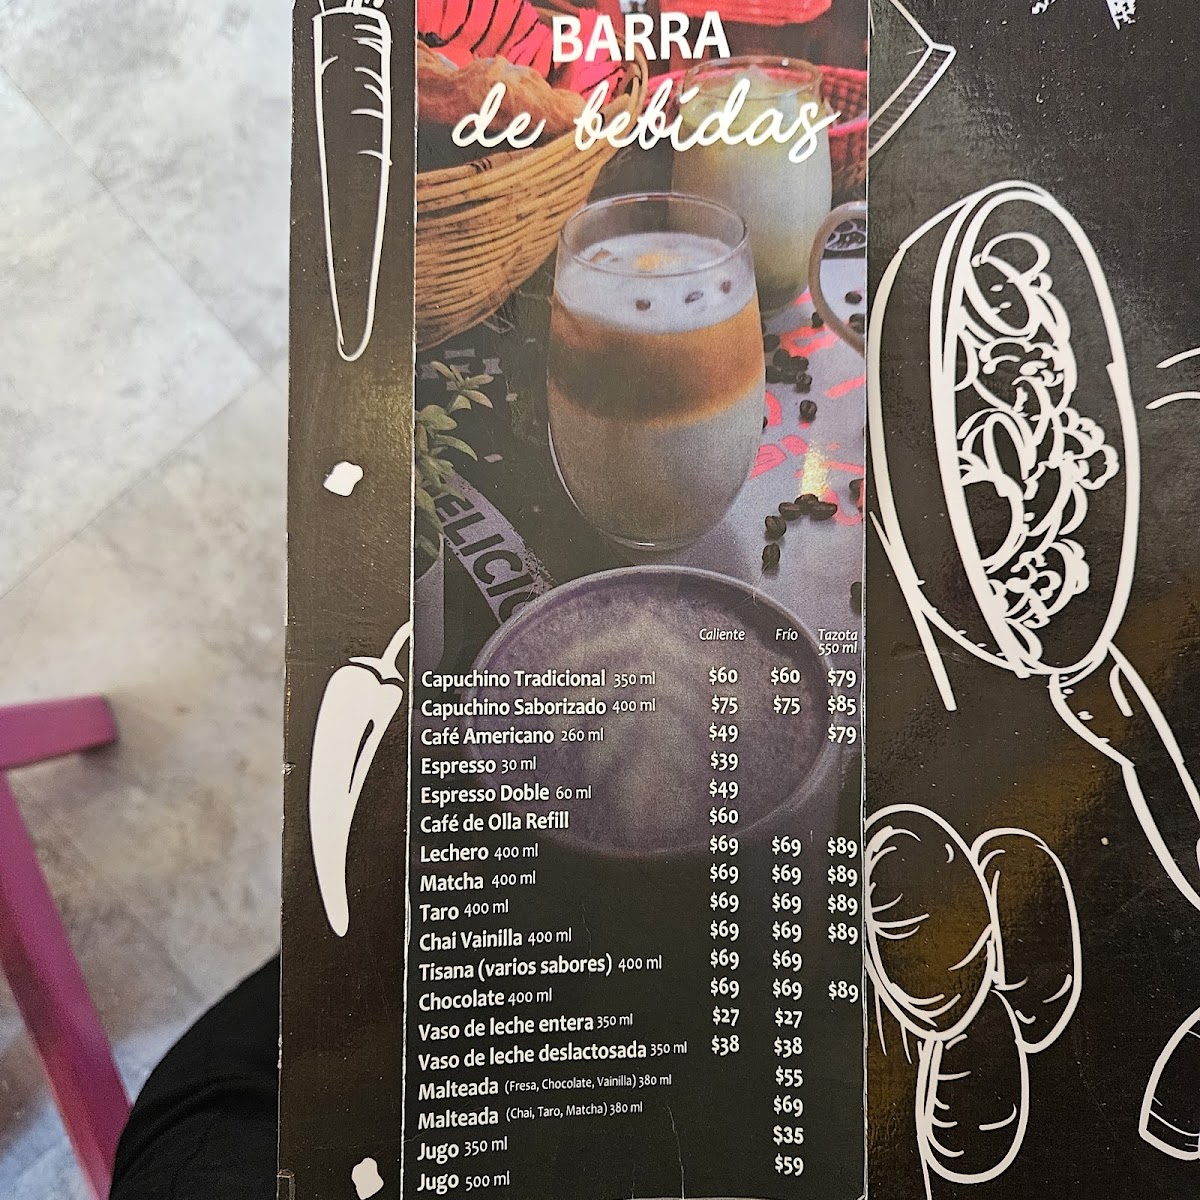 BARRA
de bebidas
ELICI
Caliente Frío Tazota 550 ml
Capuchino Tradicional 350 ml $60 $60 $79
Capuchino Saborizado 400 ml $75 $75 $85
Café Americano 260 ml $49 $79
Espresso 30 ml $39
Espresso Doble 60 ml $49
Café de Olla Refill $60
Lechero 400 ml $69 $69 $89
Matcha 400 ml $69 $69 $89
Taro 400 ml $69 $69 $89
Chai Vainilla 400 ml $69 $69 $89
Tisana (varios sabores) 400 ml $69 $69
Chocolate 400 ml $69 $69 $89
Vaso de leche entera 350 ml $27 $27
Vaso de leche deslactosada 350 ml $38 $38
Malteada (Fresa, Chocolate, Vainilla) 380 ml $55
Malteada (Chai, Taro, Matcha) 380 ml $69
Jugo 350 ml $35
Jugo 500 ml $59